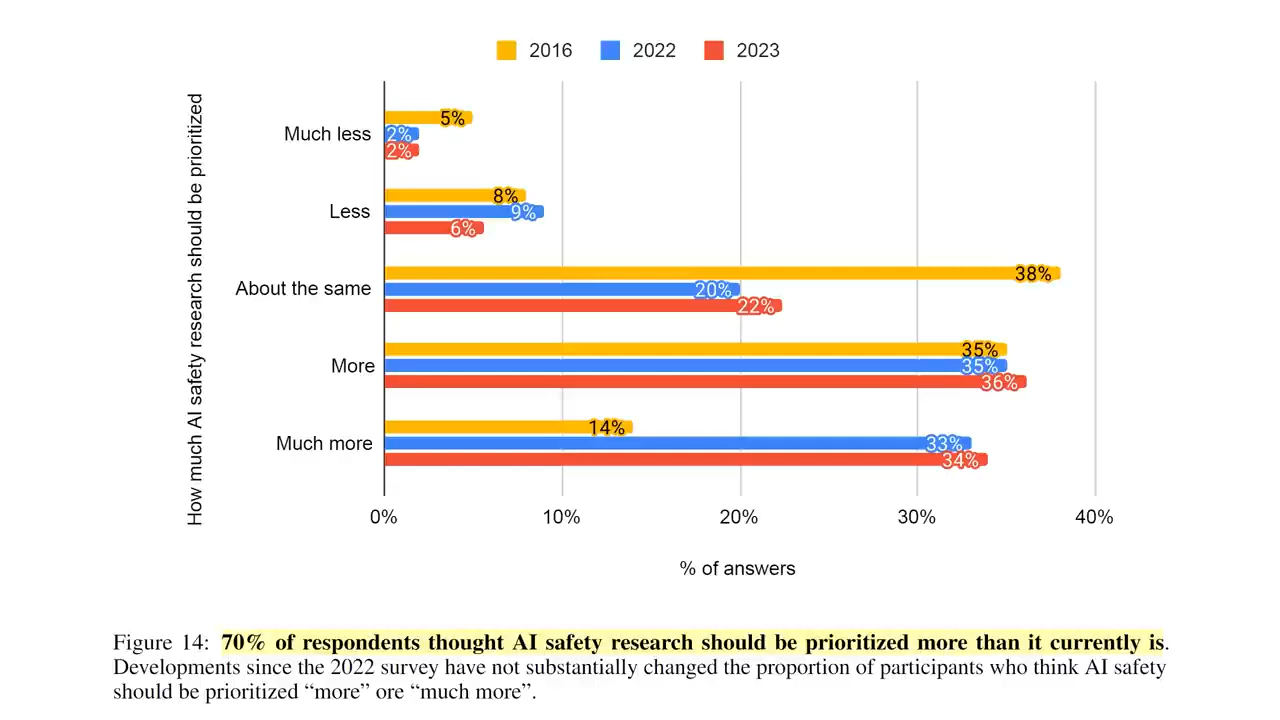 2016 2022 2023
How much AI safety research should be prioritized
Much less
5%
2%
2%
Less
8%
9%
6%
About the same
38%
20%
22%
More
35%
35%
36%
Much more
14%
33%
34%
0% 10% 20% 30% 40%
% of answers
Figure 14: 70% of respondents thought AI safety research should be prioritized more than it currently is.
Developments since the 2022 survey have not substantially changed the proportion of participants who think AI safety
should be prioritized “more” ore “much more”.